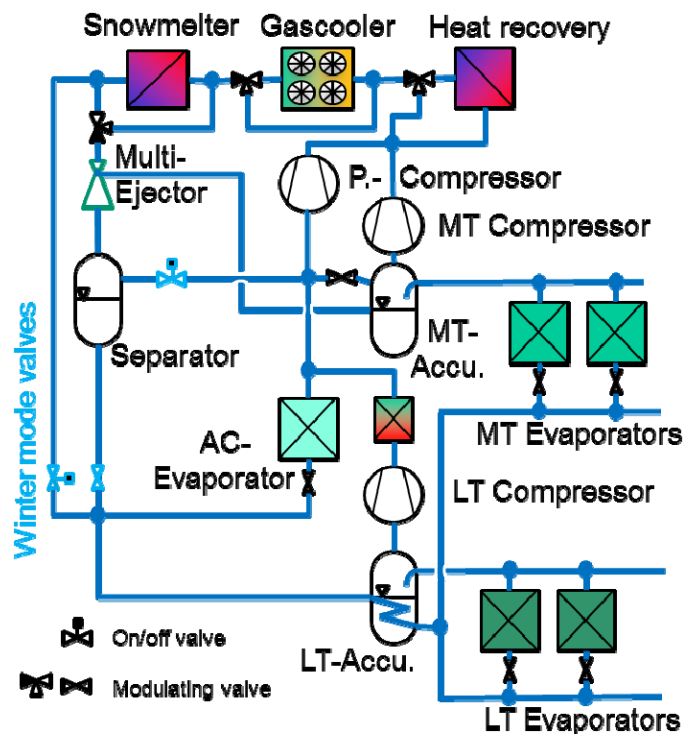 Snowmelter
Gascooler
Heat recovery
Multi-
Ejector
P.- Compressor
MT Compressor
Separator
MT-
Accu.
Winter mode valves
AC-
Evaporator
MT Evaporators
LT Compressor
On/off valve
LT-Accu.
Modulating valve
LT Evaporators